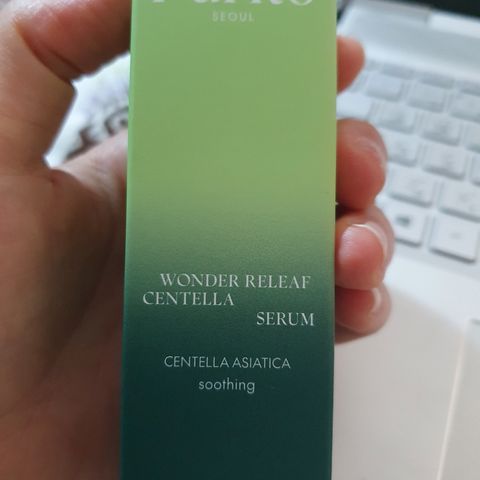 SEOUL
WONDER RELEAF
CENTELLA
SERUM
CENTELLA ASIATICA
soothing